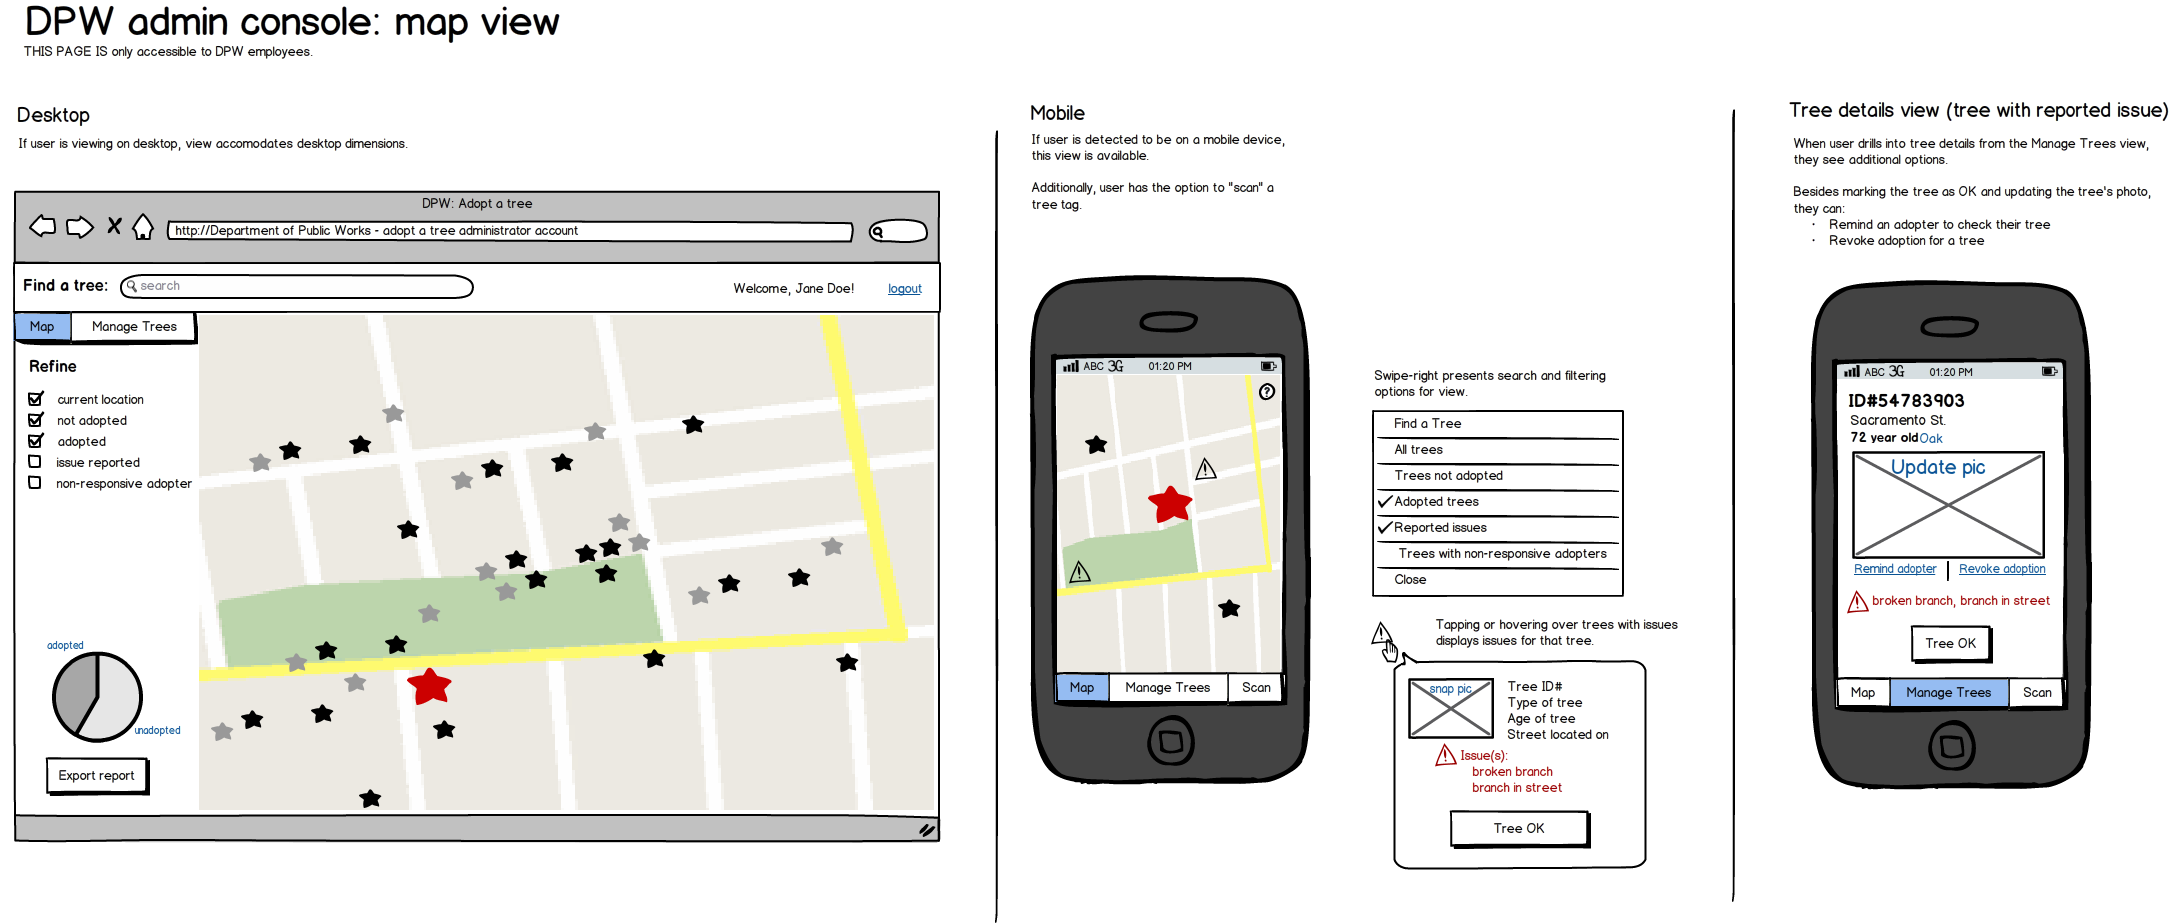 DPW admin console: map view
THIS PAGE IS only accessible to DPW employees.
Desktop
If user is viewing on desktop, view accomodates desktop dimensions.
DPW: Adopt a tree
http://Department of Public Works - adopt a tree administrator account
Find a tree:
search
Welcome, Jane Doe!
logout
Map
Manage Trees
Refine
current location
not adopted
adopted
issue reported
non-responsive adopter
adopted
unadopted
Export report
Mobile
If user is detected to be on a mobile device,
this view is available.
Additionally, user has the option to "scan" a
tree tag.
ABC 3G 01:20 PM
?
Map
Manage Trees
Scan
Swipe-right presents search and filtering
options for view.
Find a Tree
All trees
Trees not adopted
Adopted trees
Reported issues
Trees with non-responsive adopters
Close
Tapping or hovering over trees with issues
displays issues for that tree.
snap pic
Tree ID#
Type of tree
Age of tree
Street located on
Issue(s):
broken branch
branch in street
Tree OK
Tree details view (tree with reported issue)
When user drills into tree details from the Manage Trees view,
they see additional options.
Besides marking the tree as OK and updating the tree's photo,
they can:
· Remind an adopter to check their tree
· Revoke adoption for a tree
ABC 3G 01:20 PM
ID#54783903
Sacramento St.
72 year old Oak
Update pic
Remind adopter
Revoke adoption
broken branch, branch in street
Tree OK
Map
Manage Trees
Scan